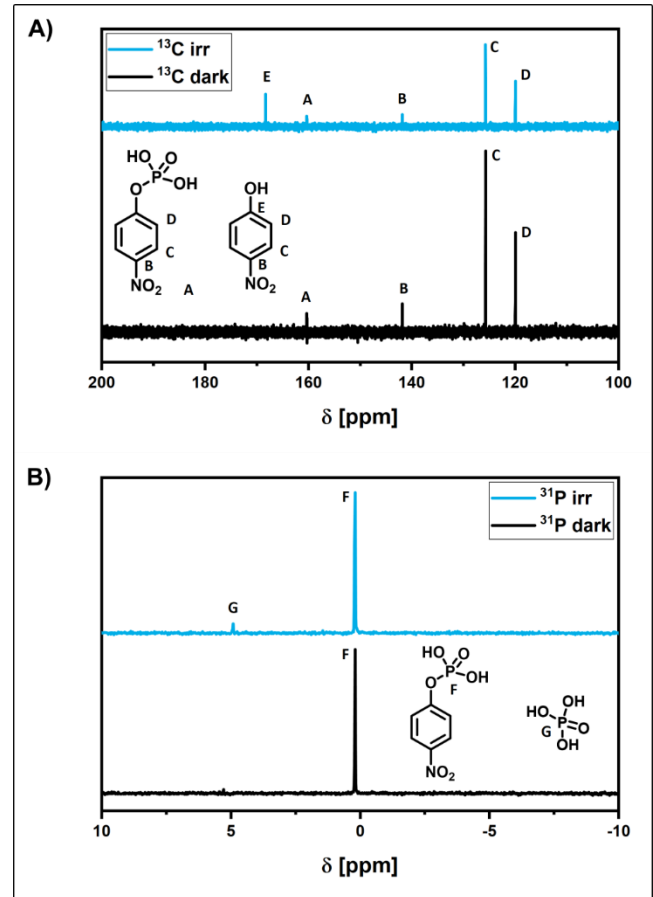 A)
¹³C irr
¹³C dark
E
A
B
C
D
HO O
P
O OH
D
C
B
NO₂
A
OH
E
D
C
B
NO₂
A
B
C
D
200 180 160 140 120 100
δ [ppm]
B)
³¹P irr
³¹P dark
F
G
F
HO O
P
O F OH
NO₂
OH
HO P O
G OH
10 5 0 -5 -10
δ [ppm]